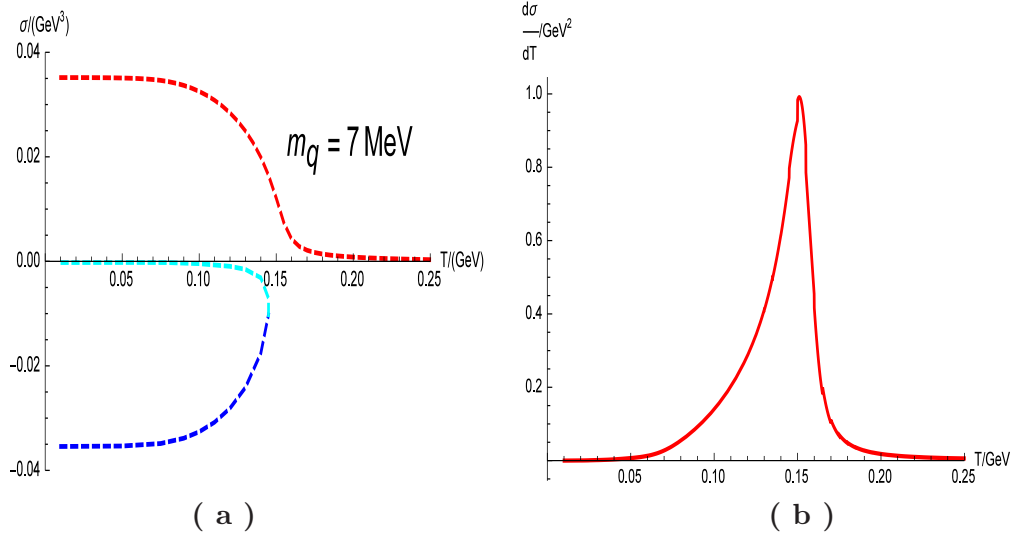 σ/(GeV³)
0.04
0.02
0.00
−0.02
−0.04
0.05
0.10
0.15
0.20
0.25
T/(GeV)
m_q = 7 MeV
( a )
dσ
—/GeV²
dT
1.0
0.8
0.6
0.4
0.2
0.05
0.10
0.15
0.20
0.25
T/GeV
( b )